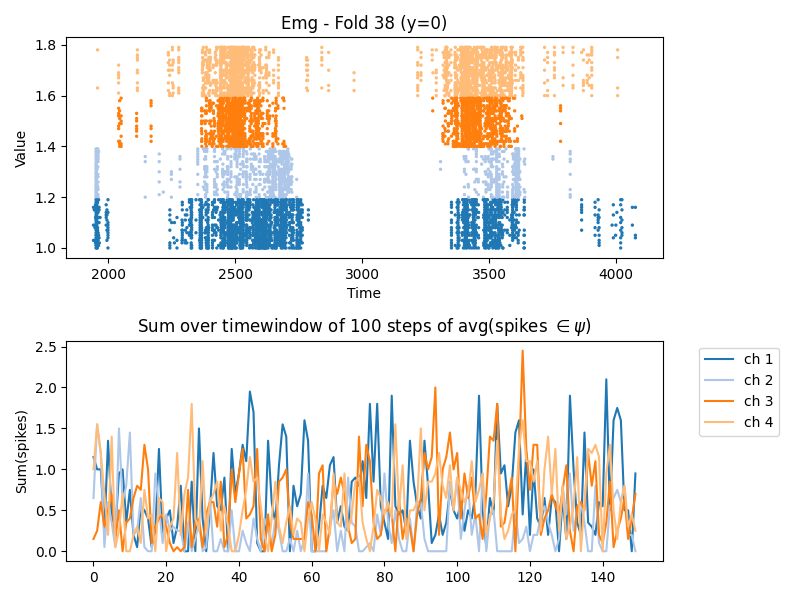 Emg - Fold 38 (y=0)
Value
1.8
1.6
1.4
1.2
1.0
2000 2500 3000 3500 4000
Time
Sum over timewindow of 100 steps of avg(spikes ∈ψ)
Sum(spikes)
2.5
2.0
1.5
1.0
0.5
0.0
0 20 40 60 80 100 120 140
ch 1
ch 2
ch 3
ch 4